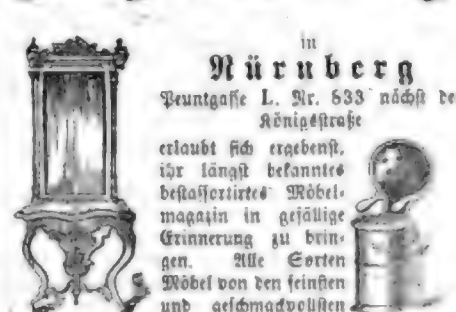 in
Nürnberg
Peuntgasse L. Nr. 633 nächst der
Königsstraße
erlaubt sich ergebenst,
ihr längst bekanntes
bestassortirtes Möbel-
magazin in gefällige
Erinnerung zu brin-
gen. Alle Sorten
Möbel von den feinsten
und geschmackvollsten